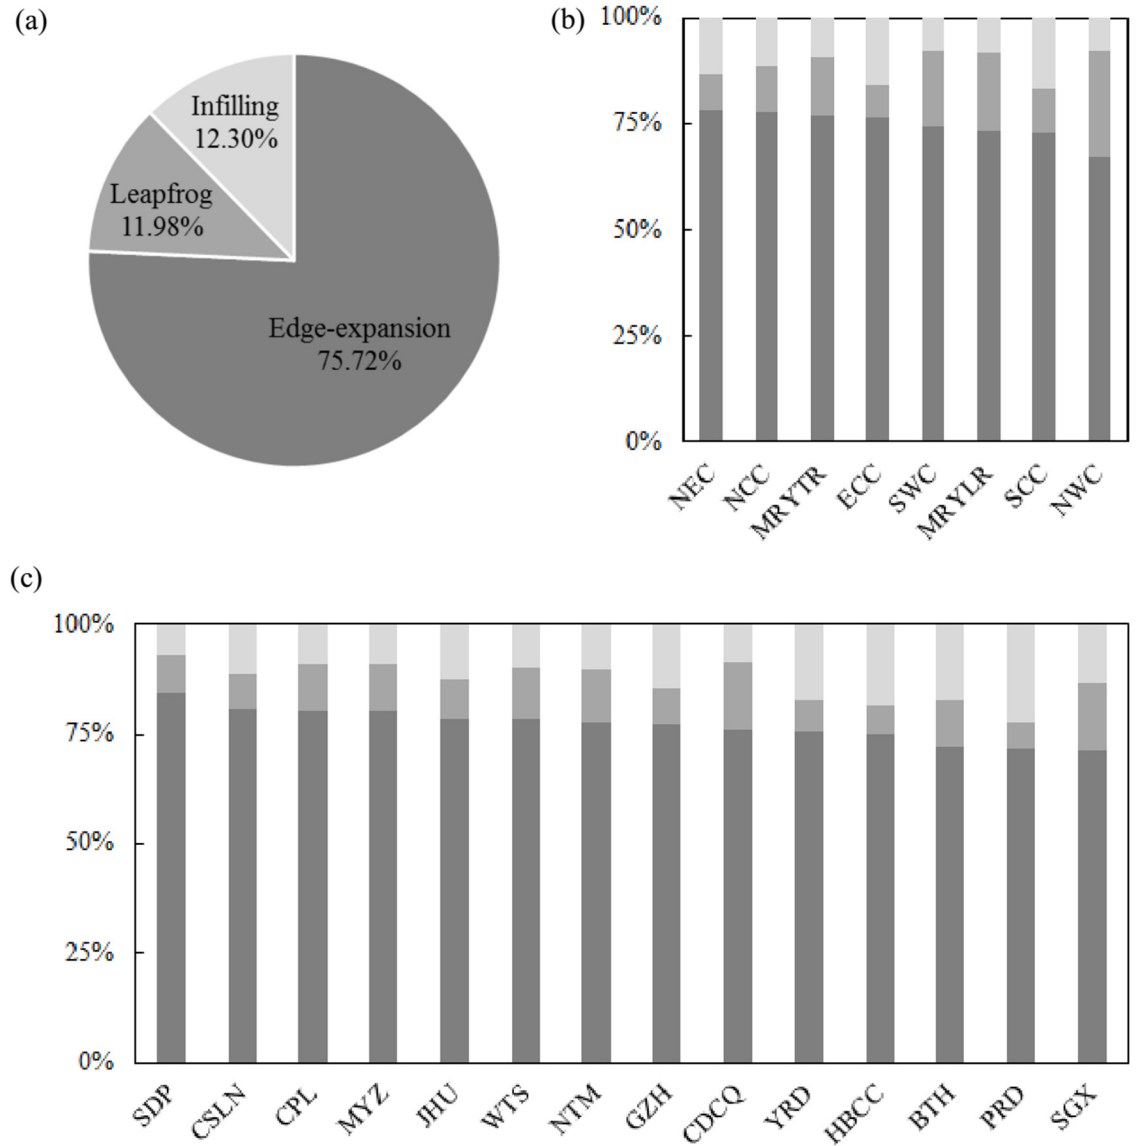 (a)
Infilling
12.30%
Leapfrog
11.98%
Edge-expansion
75.72%
(b)
100%
75%
50%
25%
0%
NEC
NCC
MRYTR
ECC
SWC
MRYLR
SCC
NWC
(c)
100%
75%
50%
25%
0%
SDP
CSLN
CPL
MYZ
JHU
WTS
NTM
GZH
CDCQ
YRD
HBCC
BTH
PRD
SGX